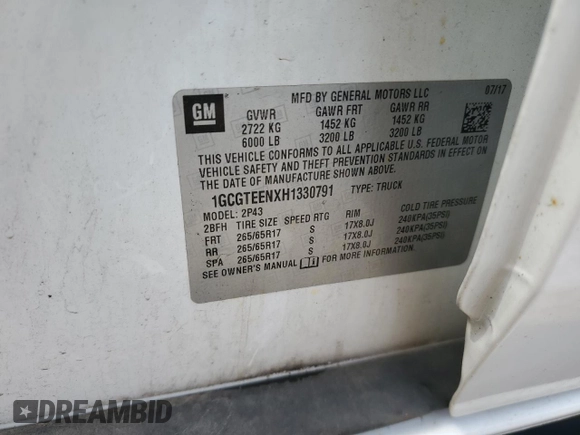 MFD BY GENERAL MOTORS LLC 07/17
GM
GVWR GAWR FRT GAWR RR
2722 KG 1452 KG 1452 KG
6000 LB 3200 LB 3200 LB
THIS VEHICLE CONFORMS TO ALL APPLICABLE U.S. FEDERAL MOTOR
VEHICLE SAFETY AND THEFT PREVENTION STANDARDS IN EFFECT ON
THE DATE OF MANUFACTURE SHOWN ABOVE.
1GCGTEENXH1330791 TYPE: TRUCK
MODEL: 2P43
2BFH TIRE SIZE SPEED RTG RIM COLD TIRE PRESSURE
FRT 265/65R17 S 17X8.0J 240KPA(35PSI)
RR 265/65R17 S 17X8.0J 240KPA(35PSI)
SPA 265/65R17 S 17X8.0J 240KPA(35PSI)
SEE OWNER'S MANUAL FOR MORE INFORMATION.
DREAMBID